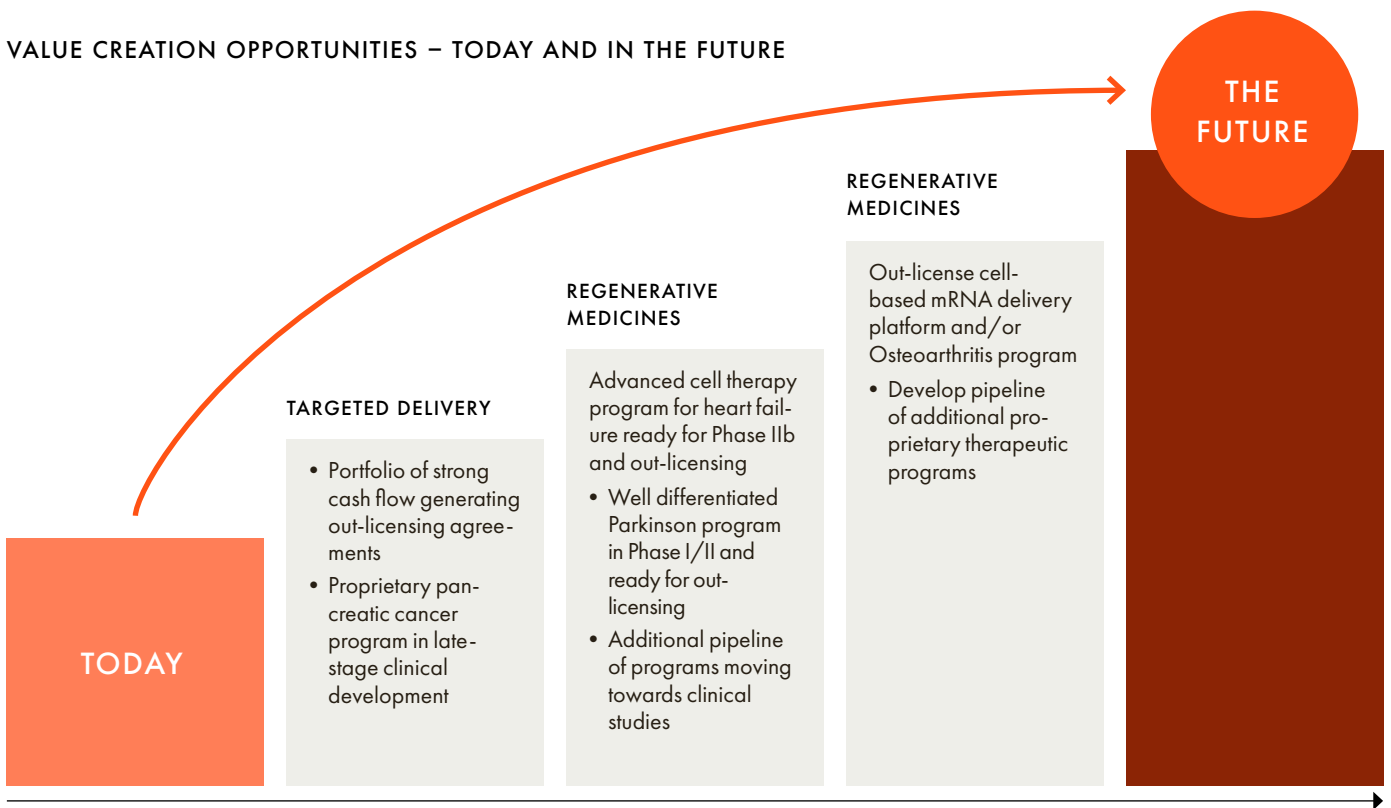 VALUE CREATION OPPORTUNITIES – TODAY AND IN THE FUTURE
THE
FUTURE
REGENERATIVE
MEDICINES
Out-license cell-
based mRNA delivery
platform and/or
Osteoarthritis program
• Develop pipeline
of additional pro-
prietary therapeutic
programs
REGENERATIVE
MEDICINES
Advanced cell therapy
program for heart fail-
ure ready for Phase IIb
and out-licensing
• Well differentiated
Parkinson program
in Phase I/II and
ready for out-
licensing
• Additional pipeline
of programs moving
towards clinical
studies
TARGETED DELIVERY
• Portfolio of strong
cash flow generating
out-licensing agree-
ments
• Proprietary pan-
creatic cancer
program in late-
stage clinical
development
TODAY